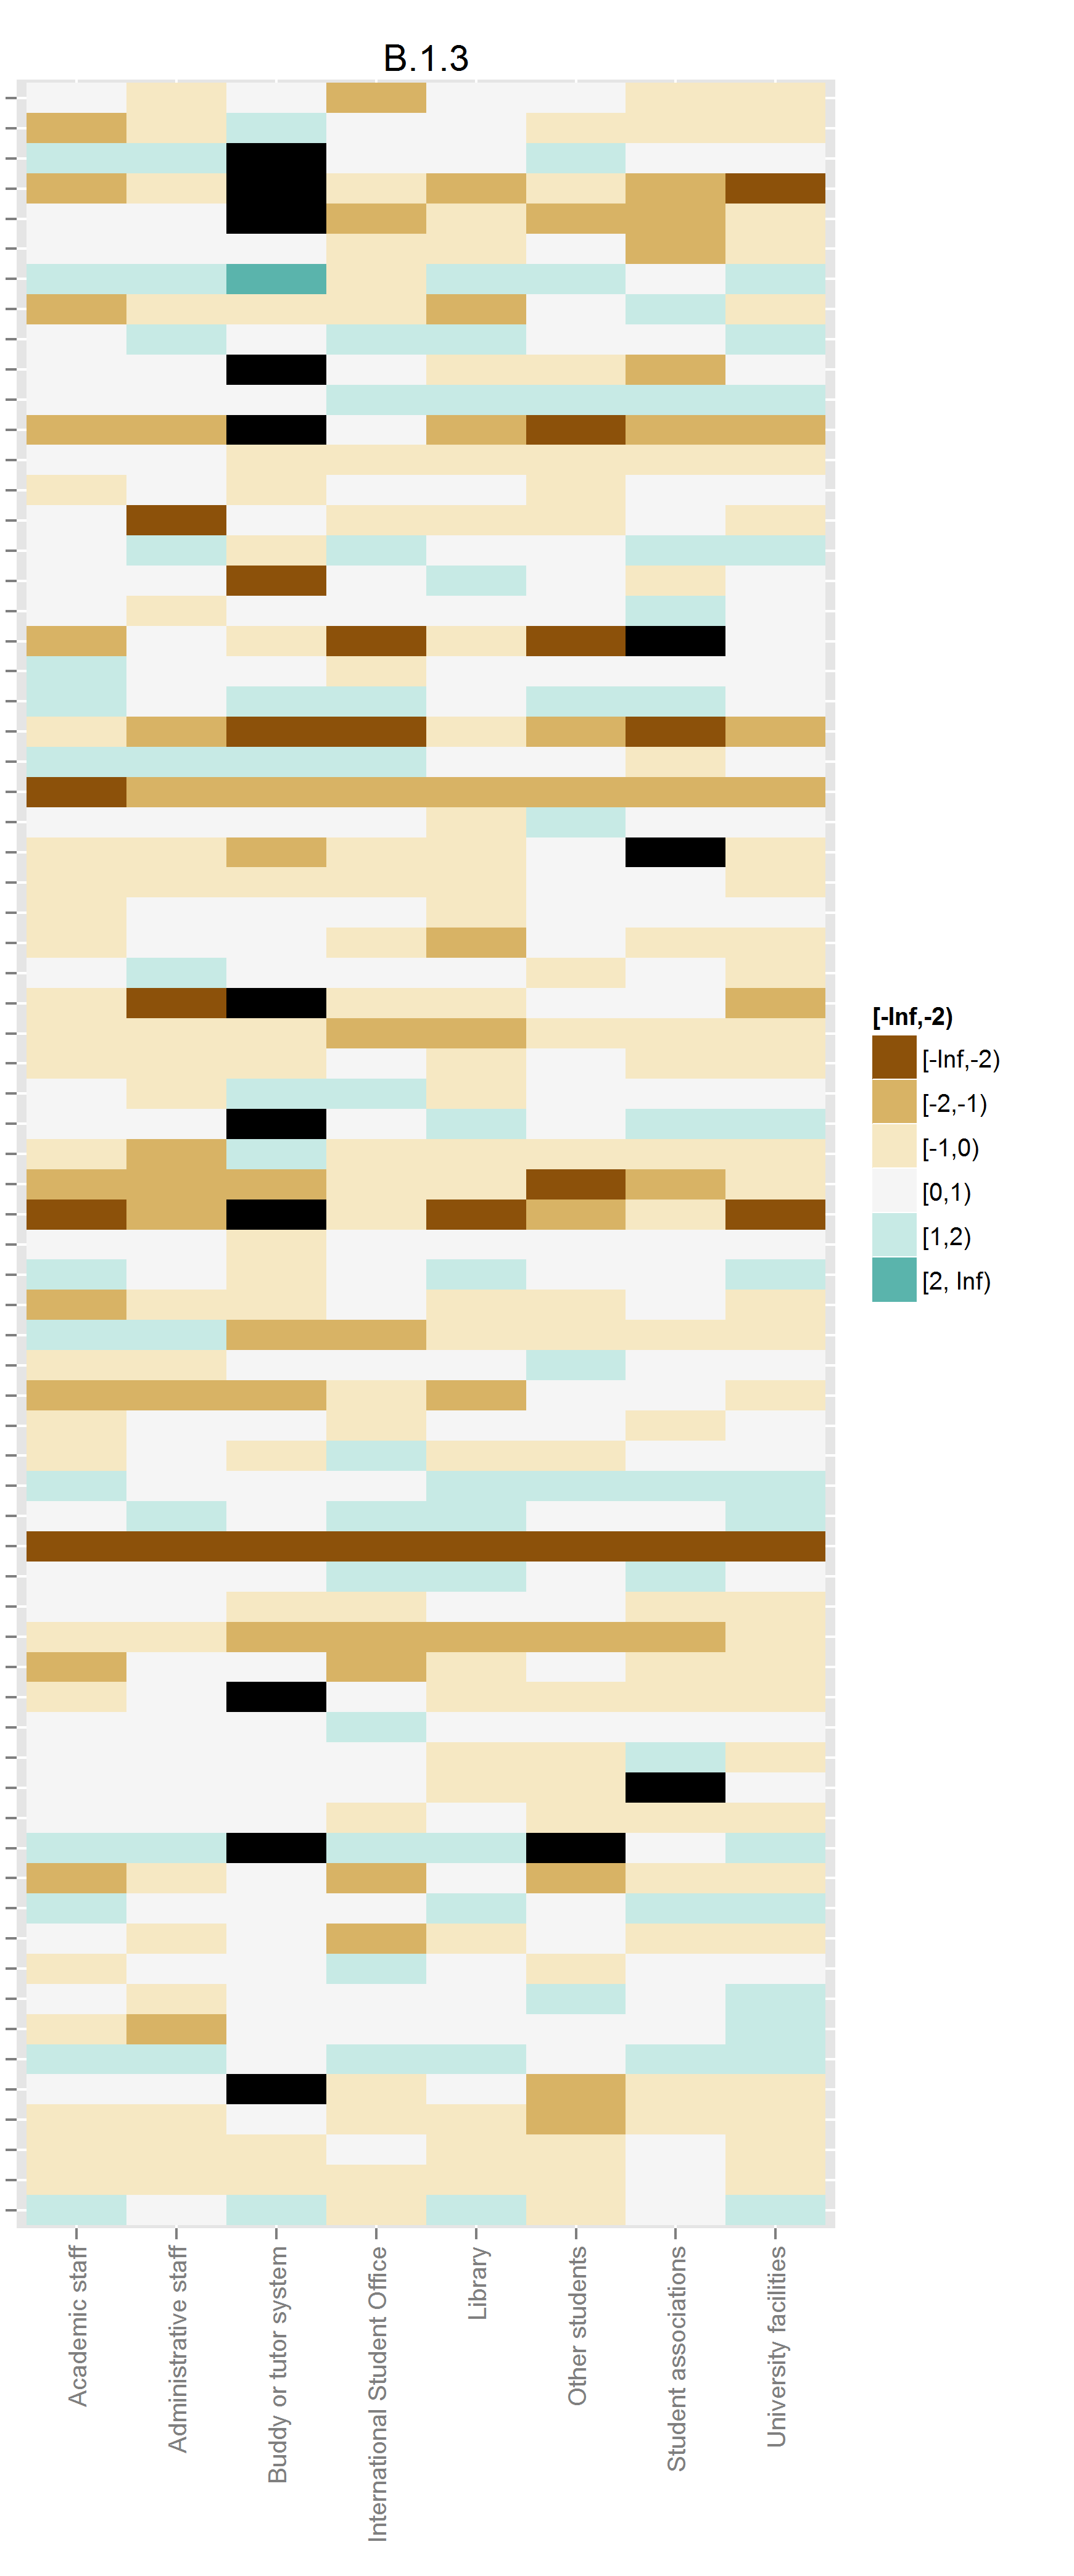 B.1.3
[-Inf,-2)
[-Inf,-2)
[-2,-1)
[-1,0)
[0,1)
[1,2)
[2, Inf)
Academic staff
Administrative staff
Buddy or tutor system
International Student Office
Library
Other students
Student associations
University facilities